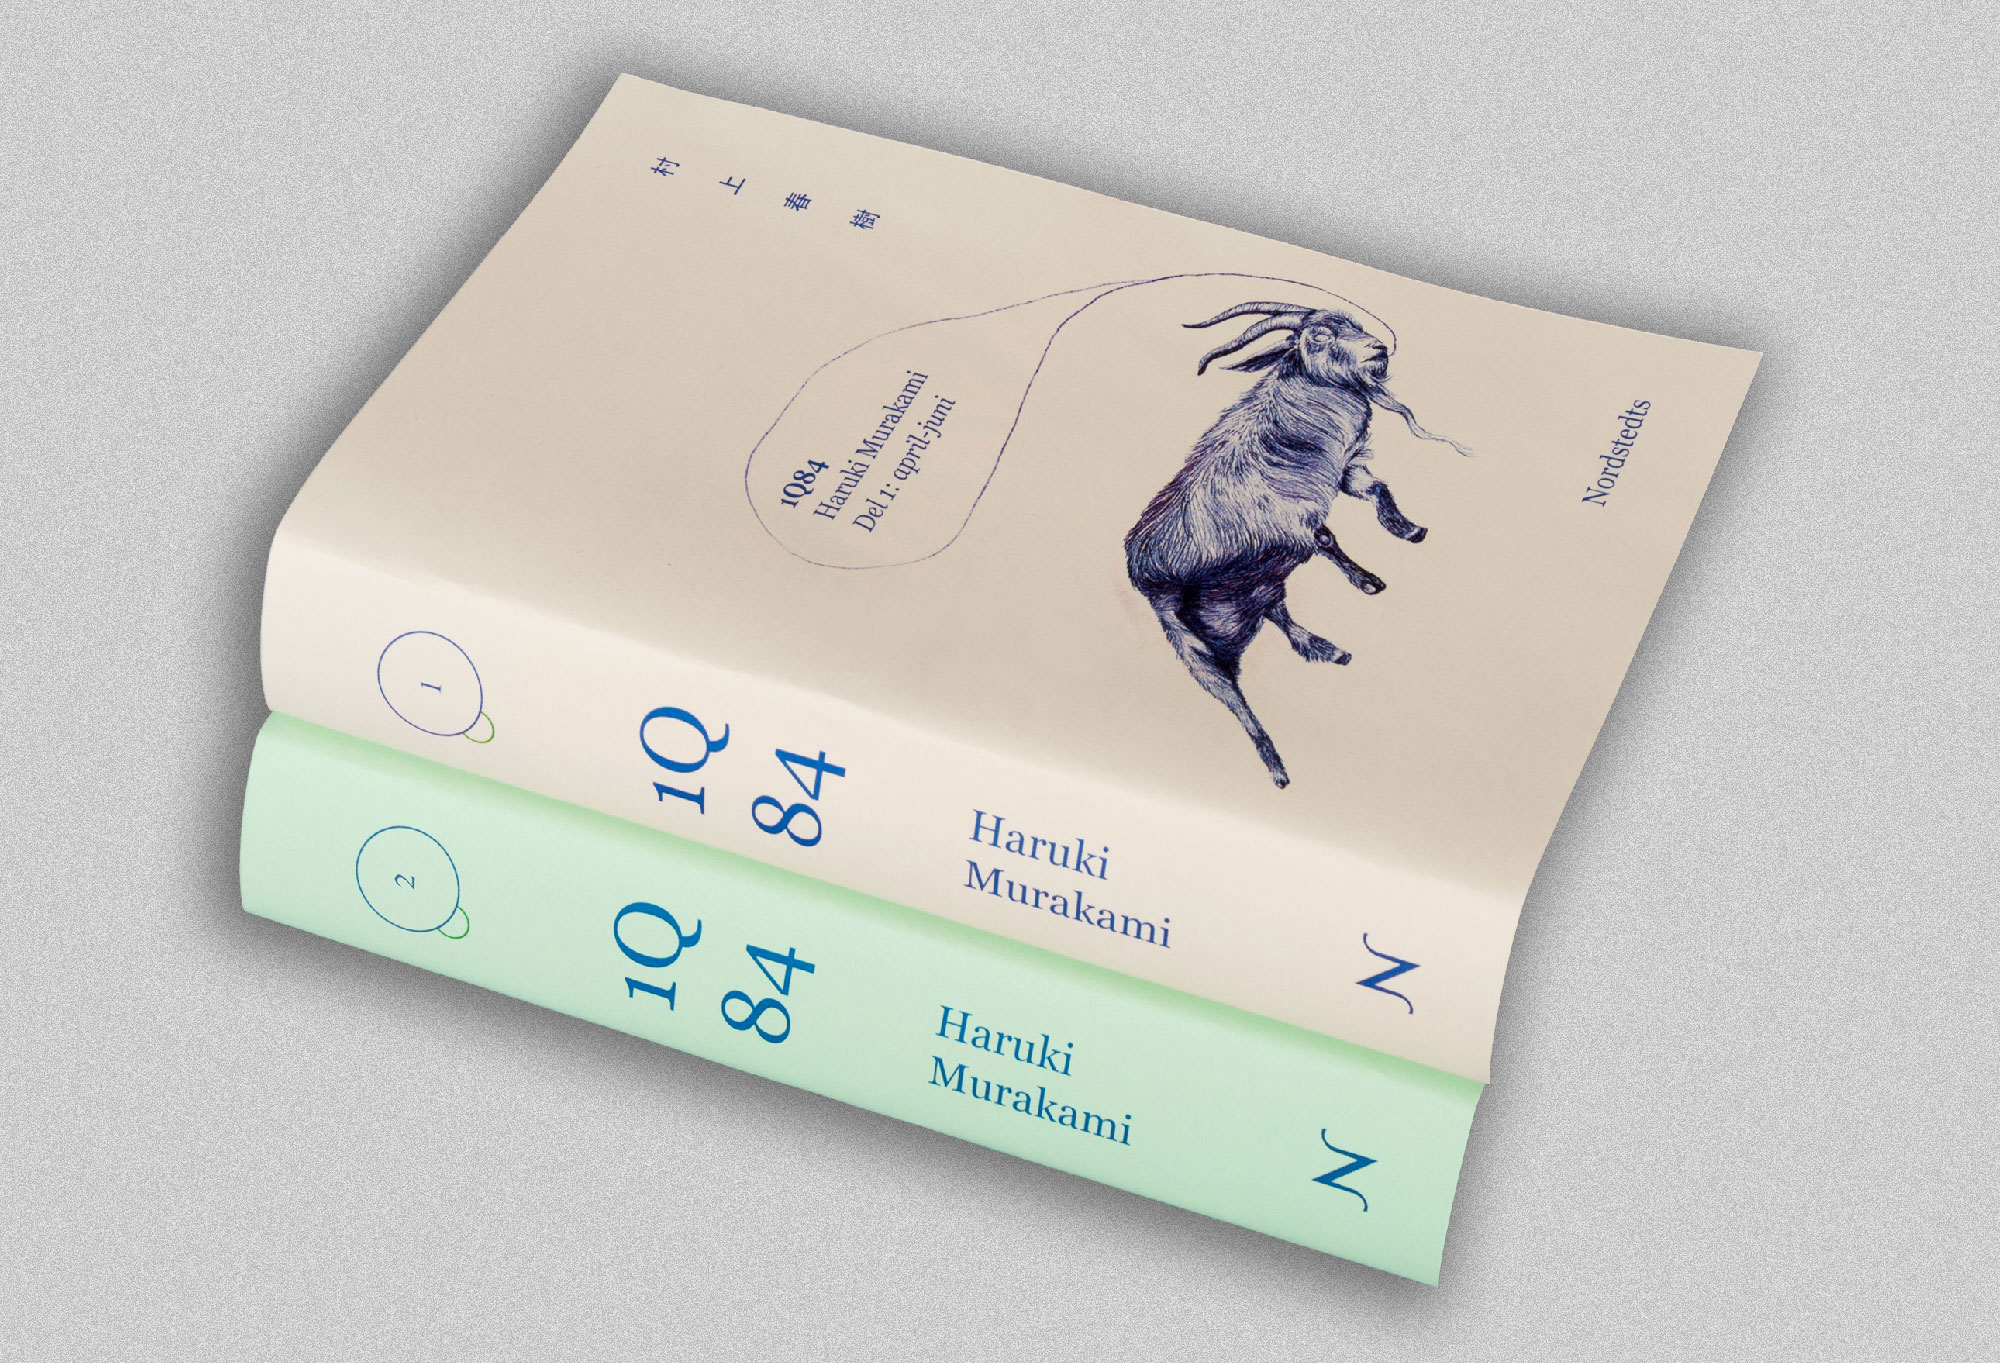 村上春樹
1Q84
Haruki Murakami
Del 1: april-juni
Nordstedts
1
1Q
84
Haruki
Murakami
N
2
1Q
84
Haruki
Murakami
N